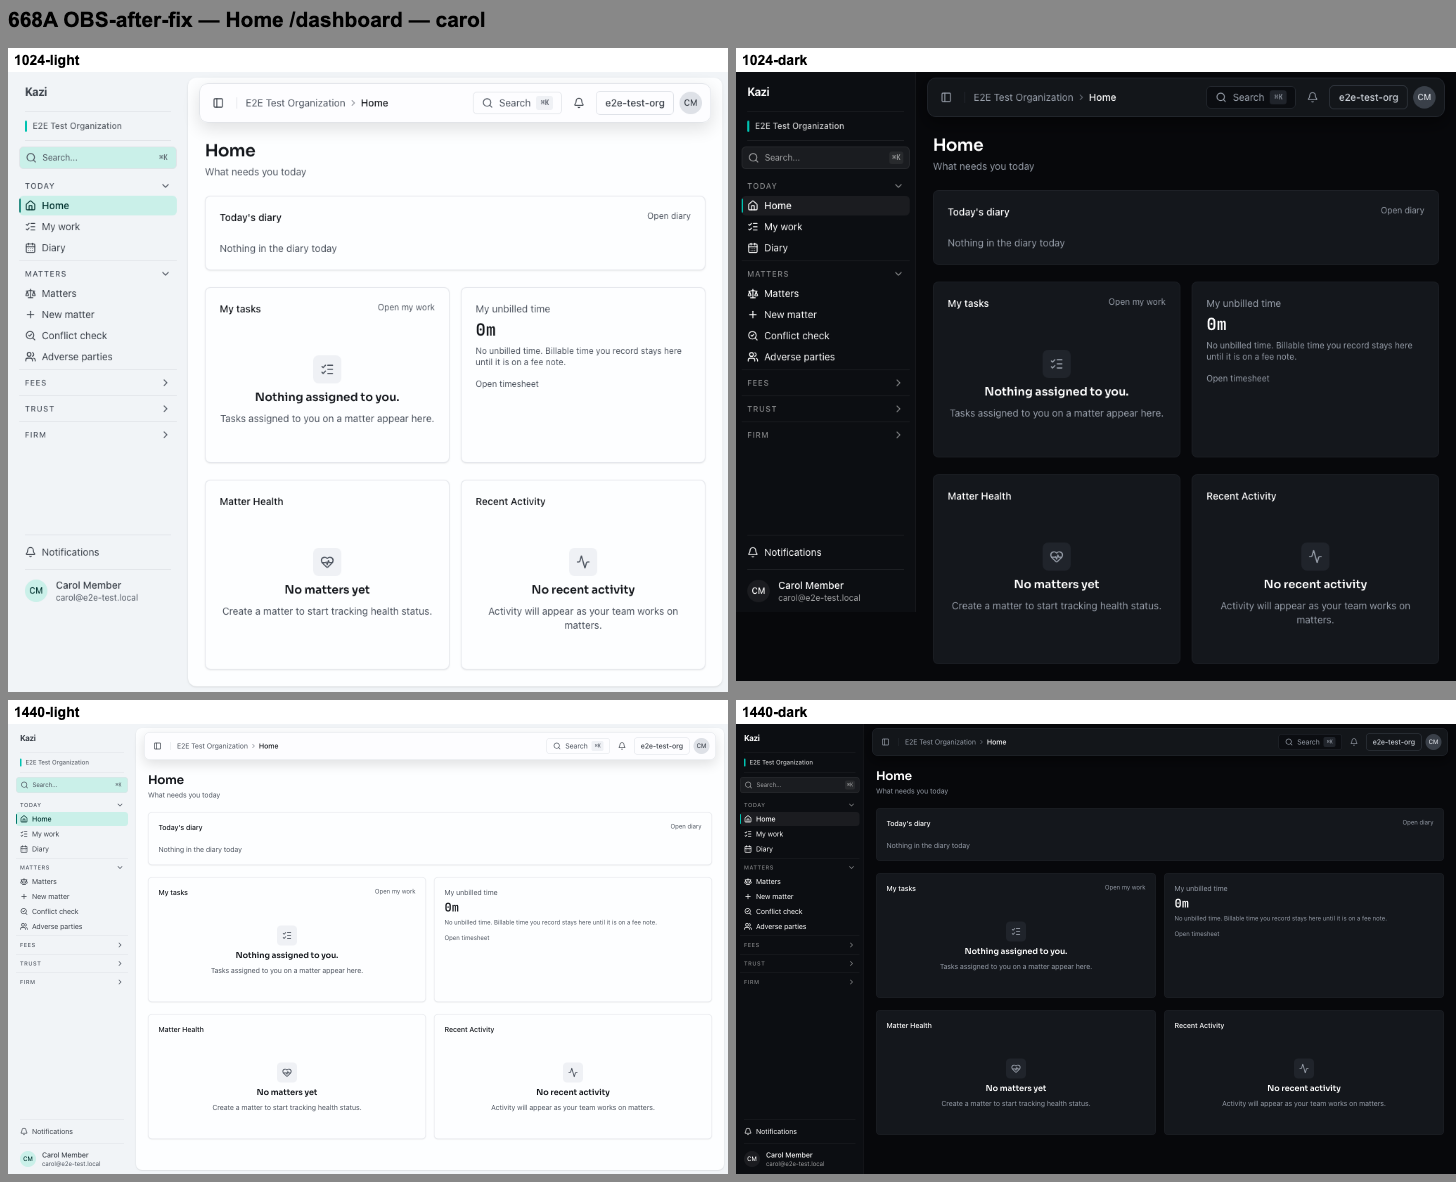 668A OBS-after-fix — Home /dashboard — carol
1024-light
Kazi
E2E Test Organization
Search... ⌘K
TODAY
Home
My work
Diary
MATTERS
Matters
New matter
Conflict check
Adverse parties
FEES
TRUST
FIRM
Notifications
CM Carol Member
carol@e2e-test.local
E2E Test Organization > Home
Search ⌘K
e2e-test-org
CM
Home
What needs you today
Today's diary
Open diary
Nothing in the diary today
My tasks
Open my work
Nothing assigned to you.
Tasks assigned to you on a matter appear here.
My unbilled time
0m
No unbilled time. Billable time you record stays here
until it is on a fee note.
Open timesheet
Matter Health
No matters yet
Create a matter to start tracking health status.
Recent Activity
No recent activity
Activity will appear as your team works on
matters.
1024-dark
Kazi
E2E Test Organization
Search... ⌘K
TODAY
Home
My work
Diary
MATTERS
Matters
New matter
Conflict check
Adverse parties
FEES
TRUST
FIRM
Notifications
CM Carol Member
carol@e2e-test.local
E2E Test Organization > Home
Search ⌘K
e2e-test-org
CM
Home
What needs you today
Today's diary
Open diary
Nothing in the diary today
My tasks
Open my work
Nothing assigned to you.
Tasks assigned to you on a matter appear here.
My unbilled time
0m
No unbilled time. Billable time you record stays here
until it is on a fee note.
Open timesheet
Matter Health
No matters yet
Create a matter to start tracking health status.
Recent Activity
No recent activity
Activity will appear as your team works on
matters.
1440-light
Kazi
E2E Test Organization
Search... ⌘K
TODAY
Home
My work
Diary
MATTERS
Matters
New matter
Conflict check
Adverse parties
FEES
TRUST
FIRM
Notifications
CM Carol Member
carol@e2e-test.local
E2E Test Organization > Home
Search ⌘K
e2e-test-org
CM
Home
What needs you today
Today's diary
Open diary
Nothing in the diary today
My tasks
Open my work
Nothing assigned to you.
Tasks assigned to you on a matter appear here.
My unbilled time
0m
No unbilled time. Billable time you record stays here until it is on a fee note.
Open timesheet
Matter Health
No matters yet
Create a matter to start tracking health status.
Recent Activity
No recent activity
Activity will appear as your team works on matters.
1440-dark
Kazi
E2E Test Organization
Search... ⌘K
TODAY
Home
My work
Diary
MATTERS
Matters
New matter
Conflict check
Adverse parties
FEES
TRUST
FIRM
Notifications
CM Carol Member
carol@e2e-test.local
E2E Test Organization > Home
Search ⌘K
e2e-test-org
CM
Home
What needs you today
Today's diary
Open diary
Nothing in the diary today
My tasks
Open my work
Nothing assigned to you.
Tasks assigned to you on a matter appear here.
My unbilled time
0m
No unbilled time. Billable time you record stays here until it is on a fee note.
Open timesheet
Matter Health
No matters yet
Create a matter to start tracking health status.
Recent Activity
No recent activity
Activity will appear as your team works on matters.